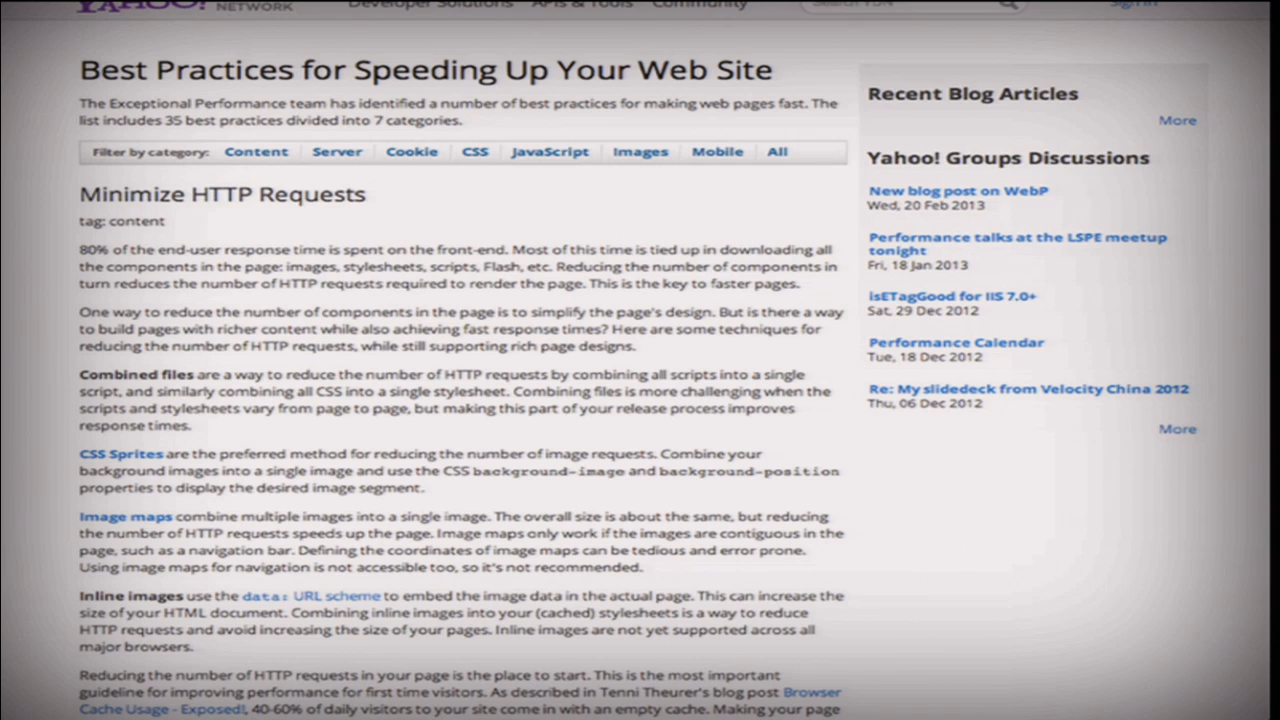 YAHOO! NETWORK Developer Solutions APIs & Tools Community Search YDN Sign In
Best Practices for Speeding Up Your Web Site
The Exceptional Performance team has identified a number of best practices for making web pages fast. The
list includes 35 best practices divided into 7 categories.
Filter by category: Content Server Cookie CSS JavaScript Images Mobile All
Minimize HTTP Requests
tag: content
80% of the end-user response time is spent on the front-end. Most of this time is tied up in downloading all
the components in the page: images, stylesheets, scripts, Flash, etc. Reducing the number of components in
turn reduces the number of HTTP requests required to render the page. This is the key to faster pages.
One way to reduce the number of components in the page is to simplify the page's design. But is there a way
to build pages with richer content while also achieving fast response times? Here are some techniques for
reducing the number of HTTP requests, while still supporting rich page designs.
Combined files are a way to reduce the number of HTTP requests by combining all scripts into a single
script, and similarly combining all CSS into a single stylesheet. Combining files is more challenging when the
scripts and stylesheets vary from page to page, but making this part of your release process improves
response times.
CSS Sprites are the preferred method for reducing the number of image requests. Combine your
background images into a single image and use the CSS background-image and background-position
properties to display the desired image segment.
Image maps combine multiple images into a single image. The overall size is about the same, but reducing
the number of HTTP requests speeds up the page. Image maps only work if the images are contiguous in the
page, such as a navigation bar. Defining the coordinates of image maps can be tedious and error prone.
Using image maps for navigation is not accessible too, so it's not recommended.
Inline images use the data: URL scheme to embed the image data in the actual page. This can increase the
size of your HTML document. Combining inline images into your (cached) stylesheets is a way to reduce
HTTP requests and avoid increasing the size of your pages. Inline images are not yet supported across all
major browsers.
Reducing the number of HTTP requests in your page is the place to start. This is the most important
guideline for improving performance for first time visitors. As described in Tenni Theurer's blog post Browser
Cache Usage - Exposed!, 40-60% of daily visitors to your site come in with an empty cache. Making your page
Recent Blog Articles
More
Yahoo! Groups Discussions
New blog post on WebP
Wed, 20 Feb 2013
Performance talks at the LSPE meetup
tonight
Fri, 18 Jan 2013
isETagGood for IIS 7.0+
Sat, 29 Dec 2012
Performance Calendar
Tue, 18 Dec 2012
Re: My slidedeck from Velocity China 2012
Thu, 06 Dec 2012
More